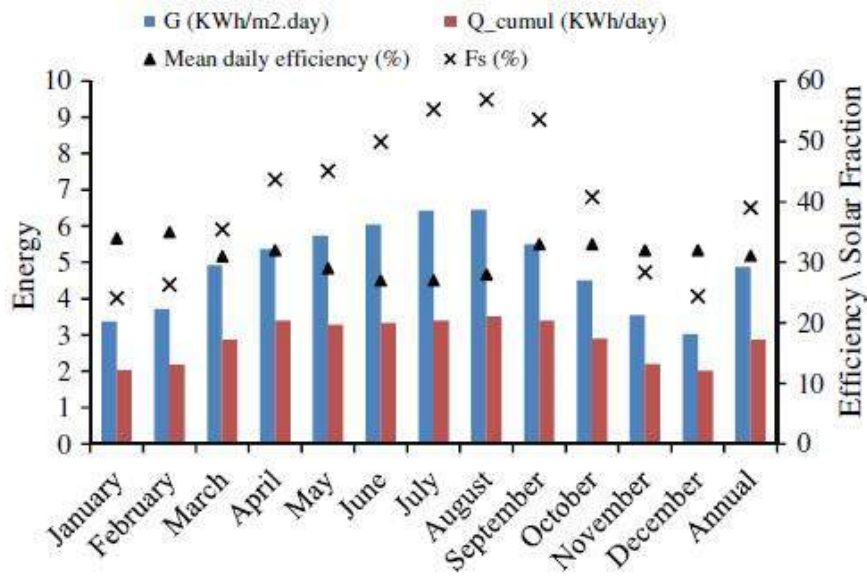 G (KWh/m2.day)
Q_cumul (KWh/day)
Mean daily efficiency (%)
Fs (%)
10
9
8
7
6
5
4
3
2
1
0
Energy
60
50
40
30
20
10
0
Efficiency \ Solar Fraction
January
February
March
April
May
June
July
August
September
October
November
December
Annual